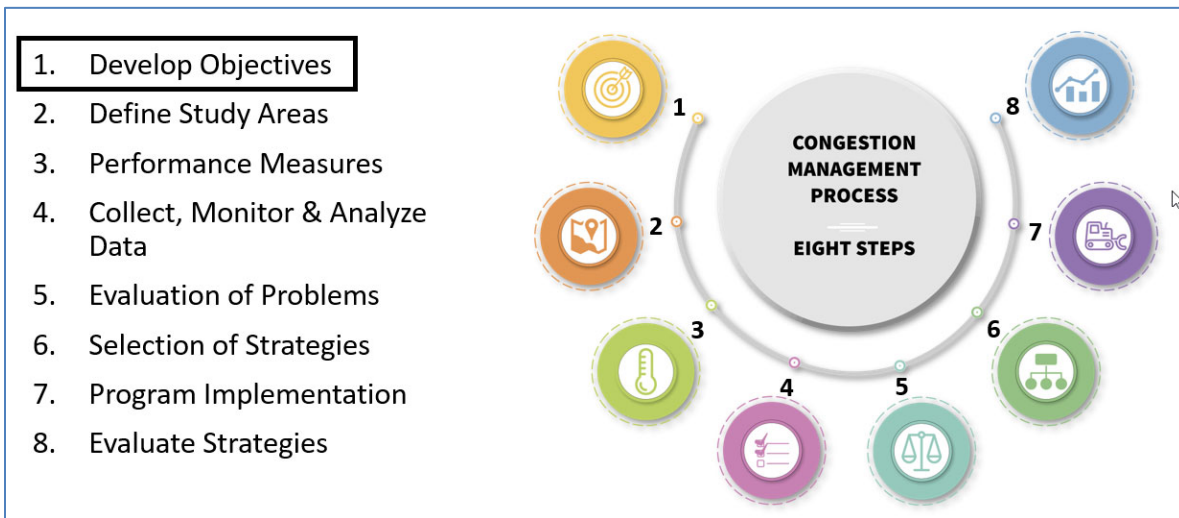 1. Develop Objectives
2. Define Study Areas
3. Performance Measures
4. Collect, Monitor & Analyze
Data
5. Evaluation of Problems
6. Selection of Strategies
7. Program Implementation
8. Evaluate Strategies
CONGESTION
MANAGEMENT
PROCESS
EIGHT STEPS
1
2
3
4
5
6
7
8